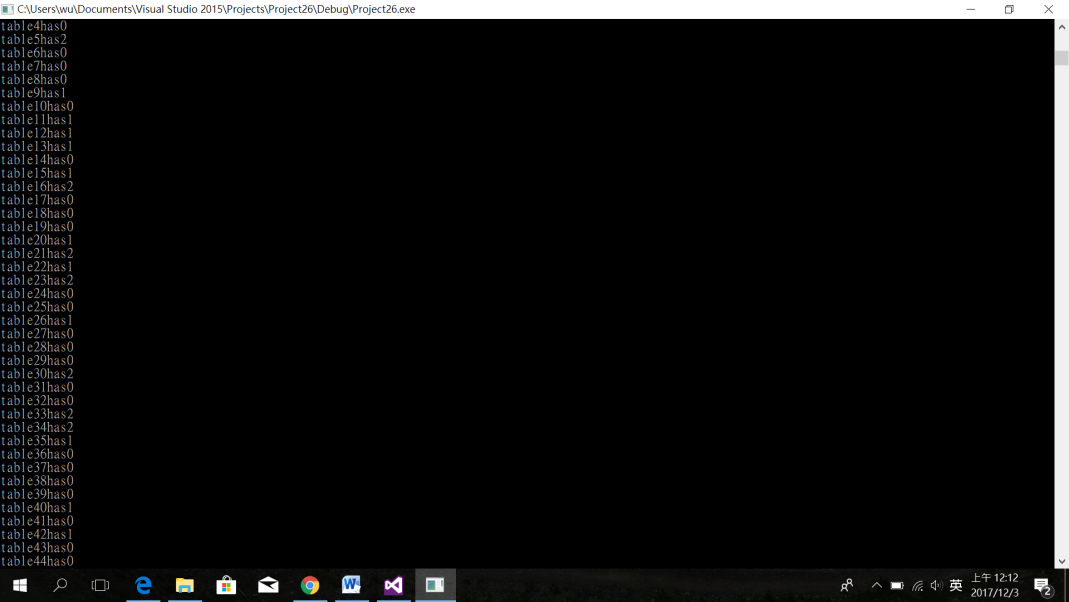 C:\Users\wu\Documents\Visual Studio 2015\Projects\Project26\Debug\Project26.exe
table4has0
table5has2
table6has0
table7has0
table8has0
table9has1
table10has0
table11has1
table12has1
table13has1
table14has0
table15has1
table16has2
table17has0
table18has0
table19has0
table20has1
table21has2
table22has1
table23has2
table24has0
table25has0
table26has1
table27has0
table28has0
table29has0
table30has2
table31has0
table32has0
table33has2
table34has2
table35has1
table36has0
table37has0
table38has0
table39has0
table40has1
table41has0
table42has1
table43has0
table44has0
英
上午 12:12
2017/12/3
2